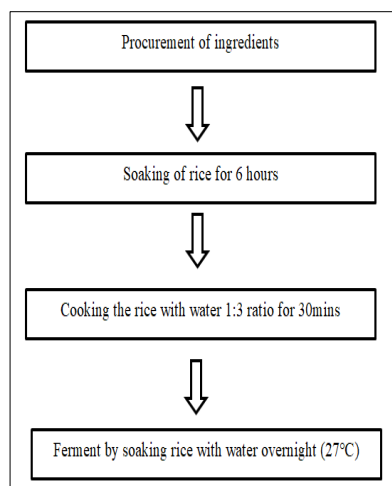 Procurement of ingredients
Soaking of rice for 6 hours
Cooking the rice with water 1:3 ratio for 30mins
Ferment by soaking rice with water overnight (27°C)